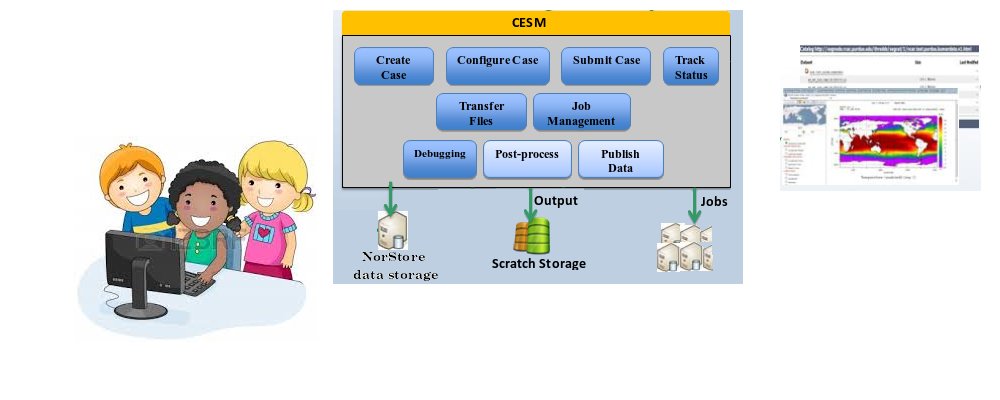 CESM
Create
Case
Configure Case
Submit Case
Track
Status
Transfer
Files
Job
Management
Debugging
Post-process
Publish
Data
Output
Jobs
NorStore
data storage
Scratch Storage
Dataset
Size
Last Modified